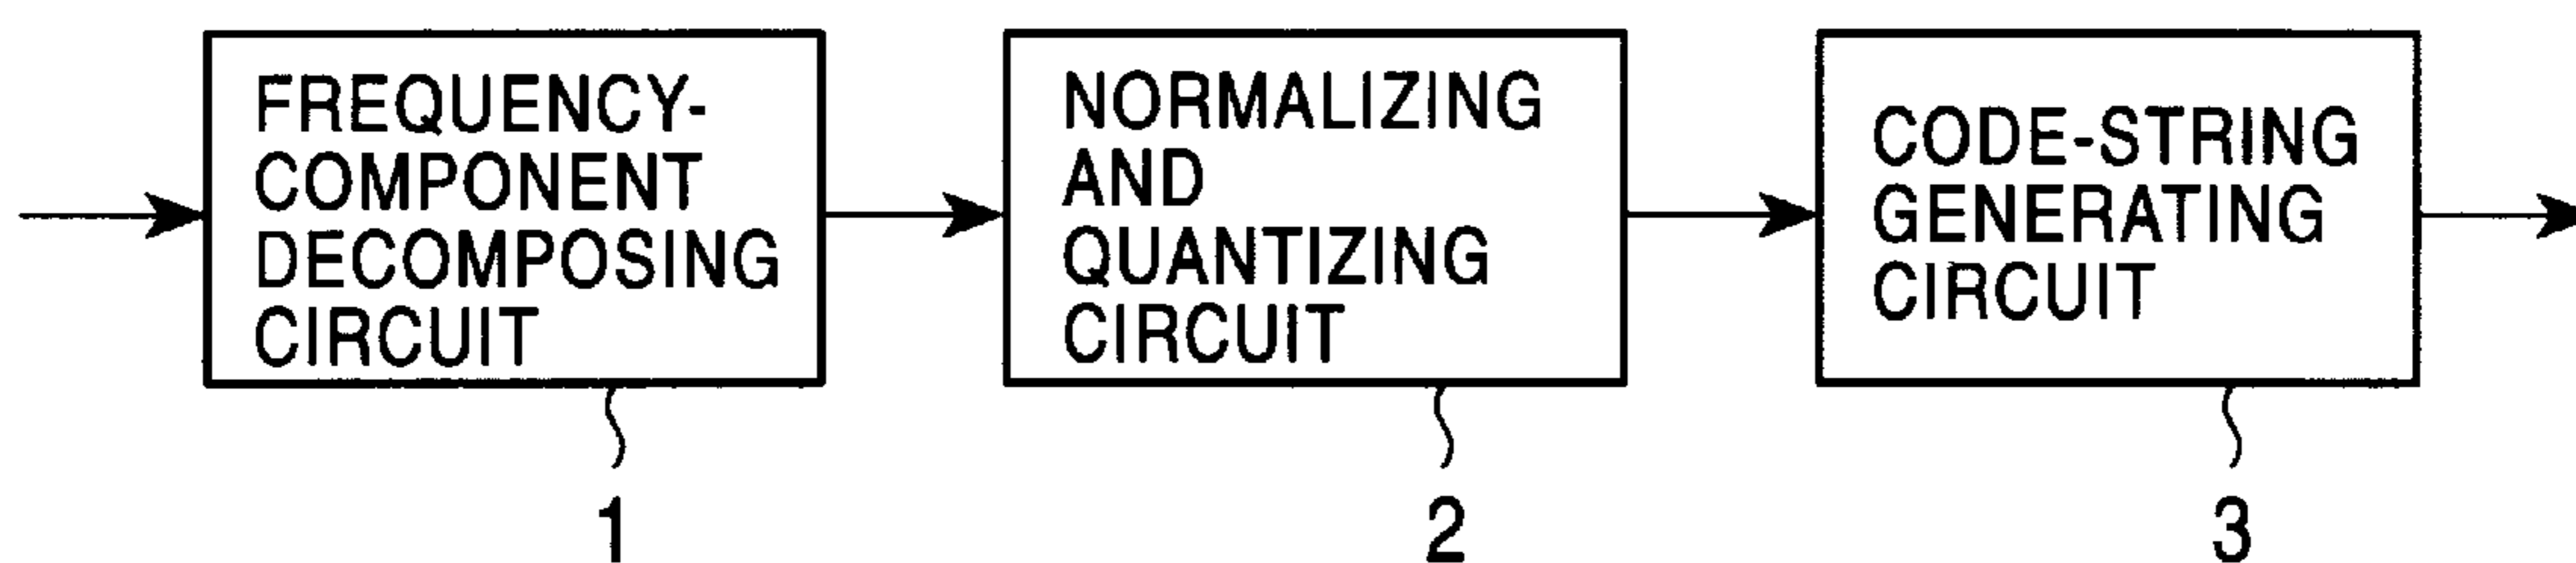 FREQUENCY-
COMPONENT
DECOMPOSING
CIRCUIT
NORMALIZING
AND
QUANTIZING
CIRCUIT
CODE-STRING
GENERATING
CIRCUIT
1
2
3